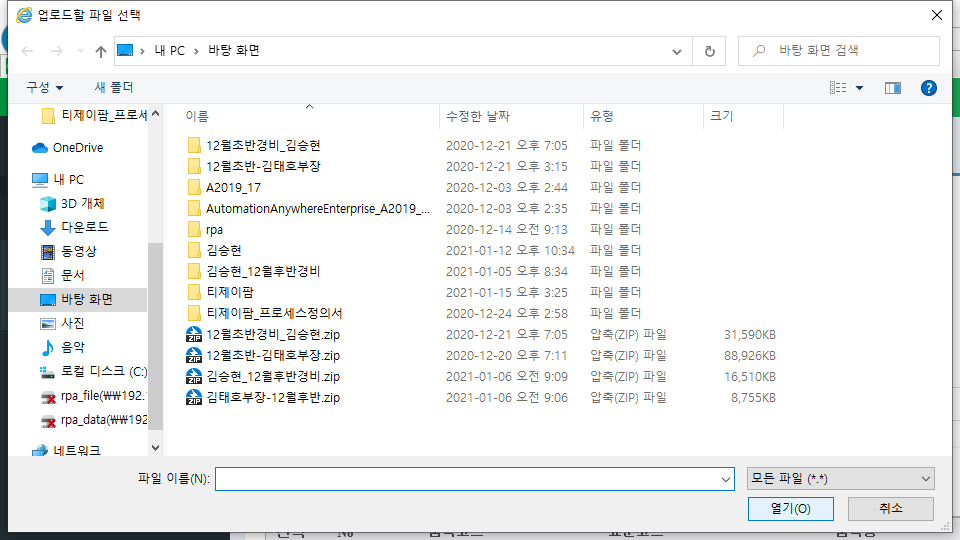 업로드할 파일 선택
내 PC > 바탕 화면
바탕 화면 검색
구성 새 폴더
이름 수정한 날짜 유형 크기
티제이팜_프로세
OneDrive
내 PC
3D 개체
다운로드
동영상
문서
바탕 화면
사진
음악
로컬 디스크 (C:)
rpa_file(₩₩192.1
rpa_data(₩₩192
네트워크
12월초반경비_김승현 2020-12-21 오후 7:05 파일 폴더
12월초반-김태호부장 2020-12-21 오후 3:15 파일 폴더
A2019_17 2020-12-03 오후 2:44 파일 폴더
AutomationAnywhereEnterprise_A2019_... 2020-12-03 오후 2:35 파일 폴더
rpa 2020-12-14 오전 9:13 파일 폴더
김승현 2021-01-12 오후 10:34 파일 폴더
김승현_12월후반경비 2021-01-05 오후 8:34 파일 폴더
티제이팜 2021-01-15 오후 3:25 파일 폴더
티제이팜_프로세스정의서 2020-12-24 오후 2:58 파일 폴더
12월초반경비_김승현.zip 2020-12-21 오후 7:05 압축(ZIP) 파일 31,590KB
12월초반-김태호부장.zip 2020-12-20 오후 7:11 압축(ZIP) 파일 88,926KB
김승현_12월후반경비.zip 2021-01-06 오전 9:09 압축(ZIP) 파일 16,510KB
김태호부장-12월후반.zip 2021-01-06 오전 9:06 압축(ZIP) 파일 8,755KB
파일 이름(N):
모든 파일 (*.*)
열기(O) 취소